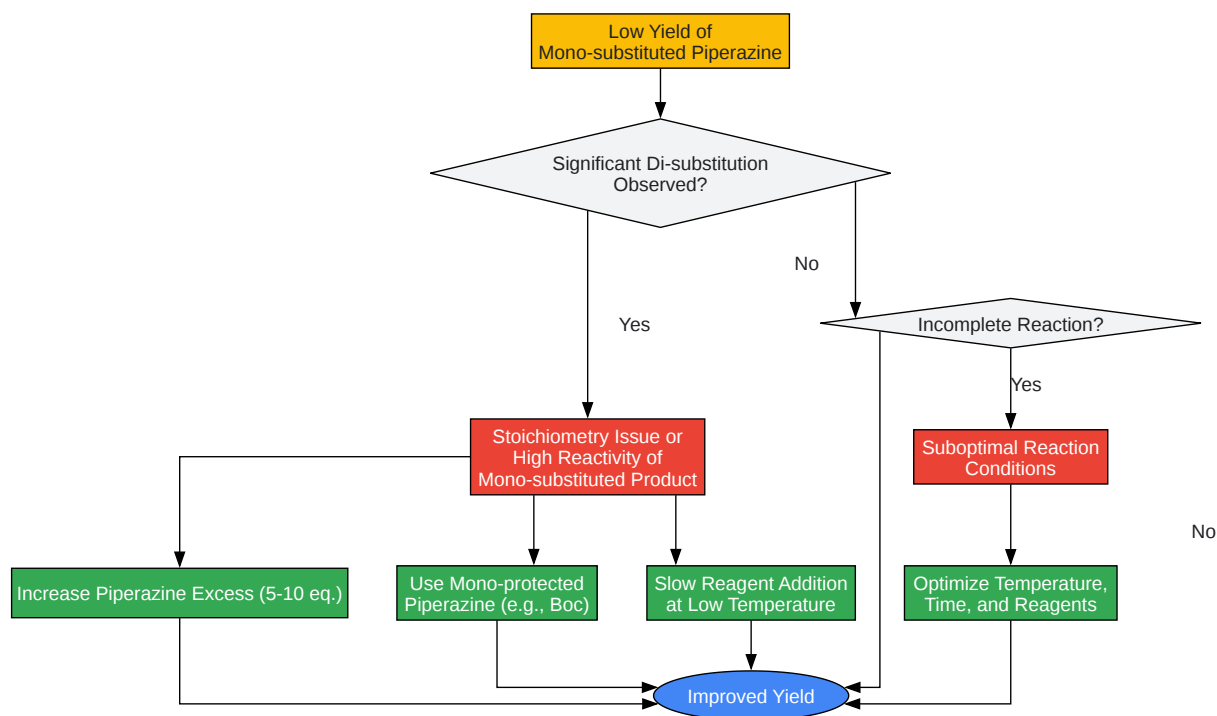 Low Yield of
Mono-substituted Piperazine
Significant Di-substitution
Observed?
No
Yes
Incomplete Reaction?
Yes
Stoichiometry Issue or
High Reactivity of
Mono-substituted Product
Suboptimal Reaction
Conditions
No
Increase Piperazine Excess (5-10 eq.)
Use Mono-protected
Piperazine (e.g., Boc)
Slow Reagent Addition
at Low Temperature
Optimize Temperature,
Time, and Reagents
Improved Yield